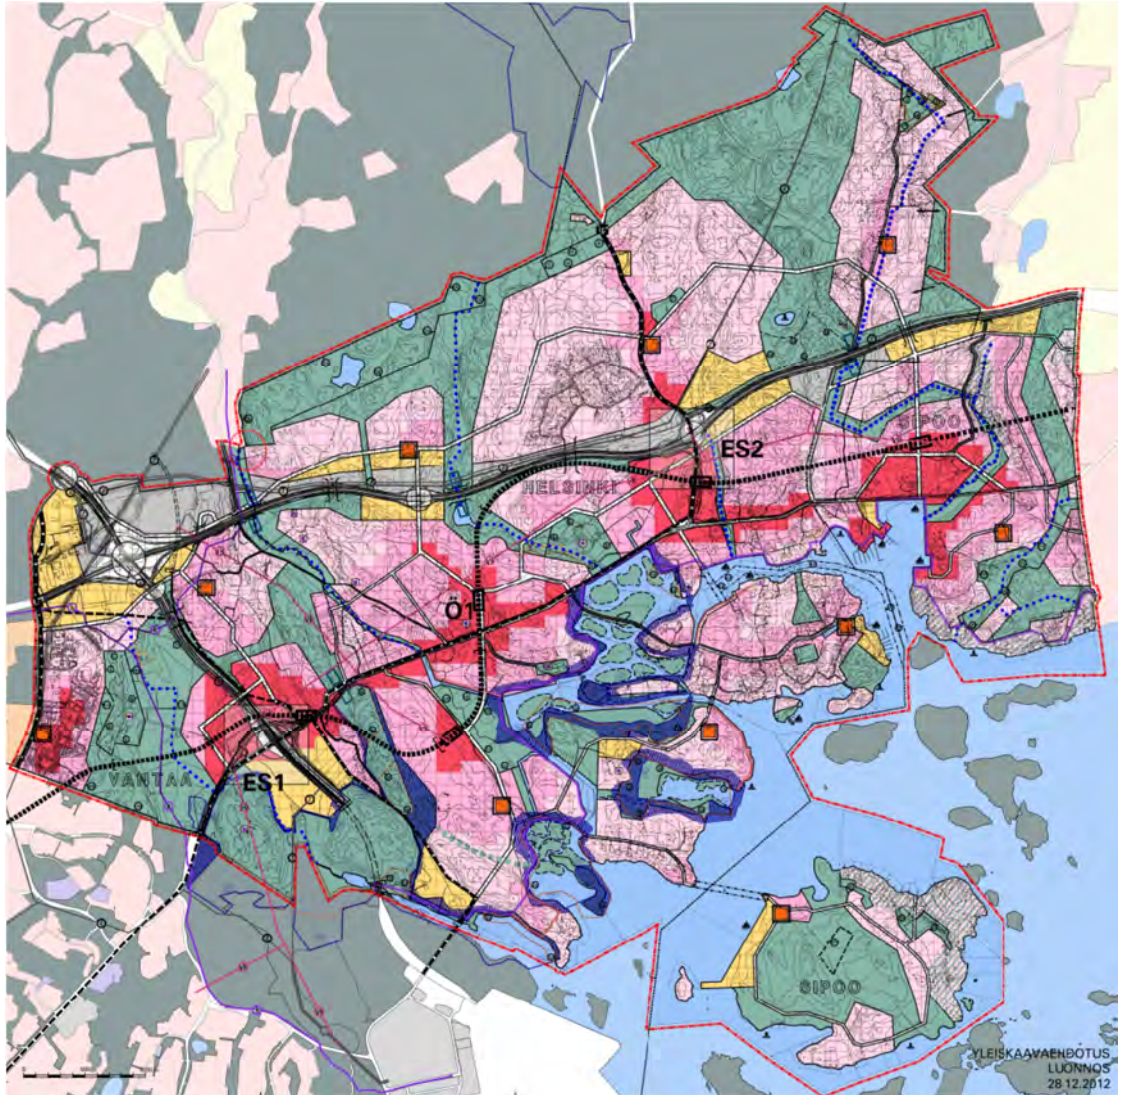 SIPOO
ES2
HELSINKI
Ö1
VANTAA
ES1
SIPOO
YLEISKAAVAEHDOTUS
LUONNOS
28.12.2012